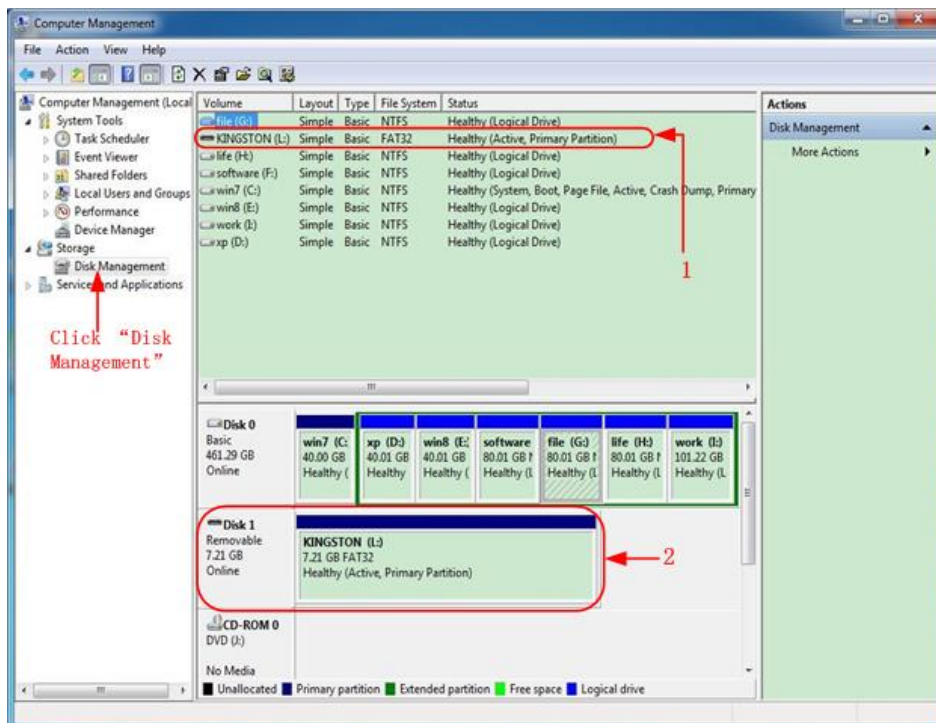 Computer Management
File Action View Help
Computer Management (Local
System Tools
Task Scheduler
Event Viewer
Shared Folders
Local Users and Groups
Performance
Device Manager
Storage
Disk Management
Services and Applications
Click “Disk
Management”
Volume Layout Type File System Status
file (G:) Simple Basic NTFS Healthy (Logical Drive)
KINGSTON (L:) Simple Basic FAT32 Healthy (Active, Primary Partition)
life (H:) Simple Basic NTFS Healthy (Logical Drive)
software (F:) Simple Basic NTFS Healthy (Logical Drive)
win7 (C:) Simple Basic NTFS Healthy (System, Boot, Page File, Active, Crash Dump, Primary
win8 (E:) Simple Basic NTFS Healthy (Logical Drive)
work (I:) Simple Basic NTFS Healthy (Logical Drive)
xp (D:) Simple Basic NTFS Healthy (Logical Drive)
1
Actions
Disk Management
More Actions
Disk 0
Basic
461.29 GB
Online
win7 (C:
40.00 GB
Healthy (
xp (D:)
40.01 GB
Healthy
win8 (E:
40.01 GB
Healthy (
software
80.01 GB N
Healthy (L
file (G:)
80.01 GB N
Healthy (L
life (H:)
80.01 GB N
Healthy (L
work (I:)
101.22 GB
Healthy (L
Disk 1
Removable
7.21 GB
Online
KINGSTON (L:)
7.21 GB FAT32
Healthy (Active, Primary Partition)
2
CD-ROM 0
DVD (J:)
No Media
Unallocated Primary partition Extended partition Free space Logical drive